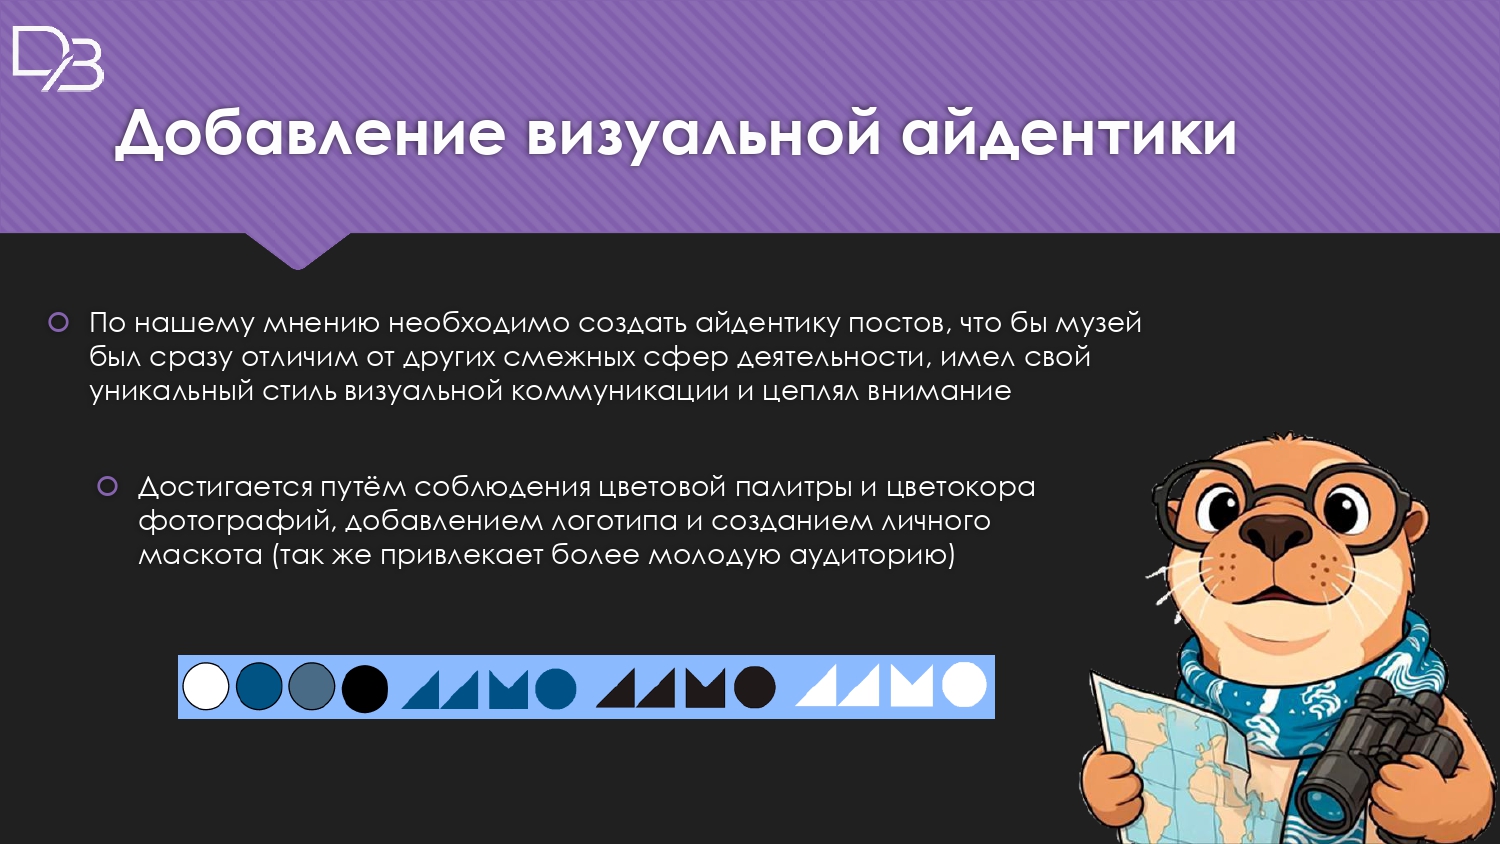 DB
Добавление визуальной айдентики
По нашему мнению необходимо создать айдентику постов, что бы музей
был сразу отличим от других смежных сфер деятельности, имел свой
уникальный стиль визуальной коммуникации и цеплял внимание
Достигается путём соблюдения цветовой палитры и цветокора
фотографий, добавлением логотипа и созданием личного
маскота (так же привлекает более молодую аудиторию)